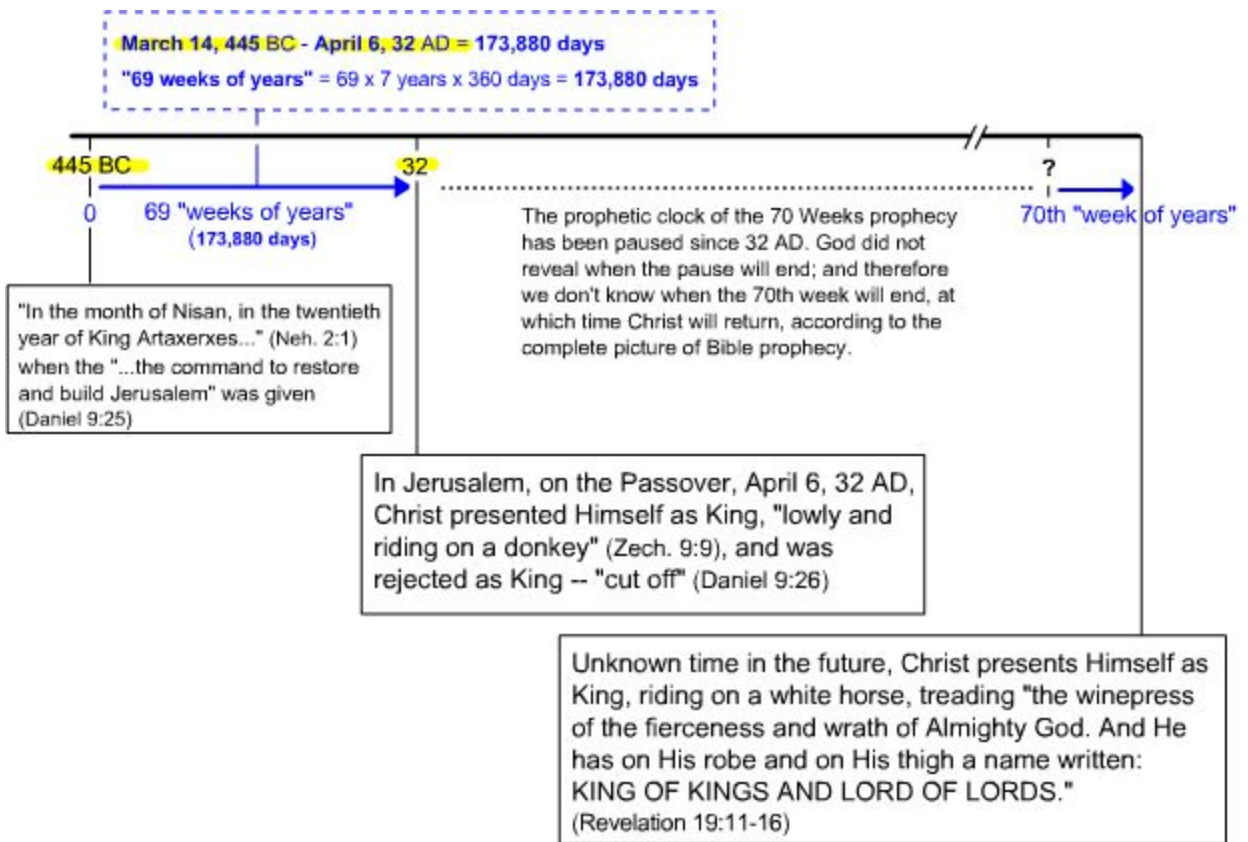 March 14, 445 BC - April 6, 32 AD = 173,880 days
"69 weeks of years" = 69 x 7 years x 360 days = 173,880 days
445 BC
32
?
0
69 "weeks of years"
(173,880 days)
70th "week of years"
The prophetic clock of the 70 Weeks prophecy
has been paused since 32 AD. God did not
reveal when the pause will end; and therefore
we don't know when the 70th week will end, at
which time Christ will return, according to the
complete picture of Bible prophecy.
"In the month of Nisan, in the twentieth
year of King Artaxerxes..." (Neh. 2:1)
when the "...the command to restore
and build Jerusalem" was given
(Daniel 9:25)
In Jerusalem, on the Passover, April 6, 32 AD,
Christ presented Himself as King, "lowly and
riding on a donkey" (Zech. 9:9), and was
rejected as King -- "cut off" (Daniel 9:26)
Unknown time in the future, Christ presents Himself as
King, riding on a white horse, treading "the winepress
of the fierceness and wrath of Almighty God. And He
has on His robe and on His thigh a name written:
KING OF KINGS AND LORD OF LORDS."
(Revelation 19:11-16)